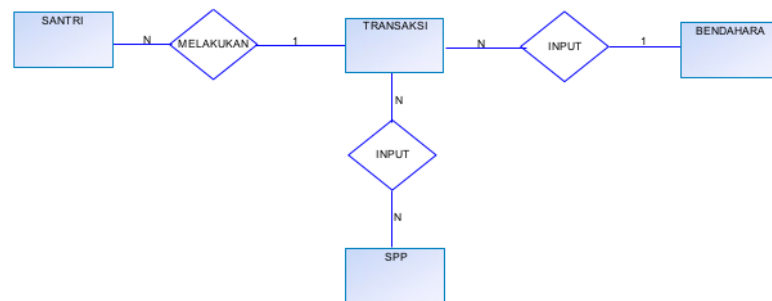 SANTRI
N
MELAKUKAN
1
TRANSAKSI
N
INPUT
1
BENDAHARA
N
INPUT
N
SPP